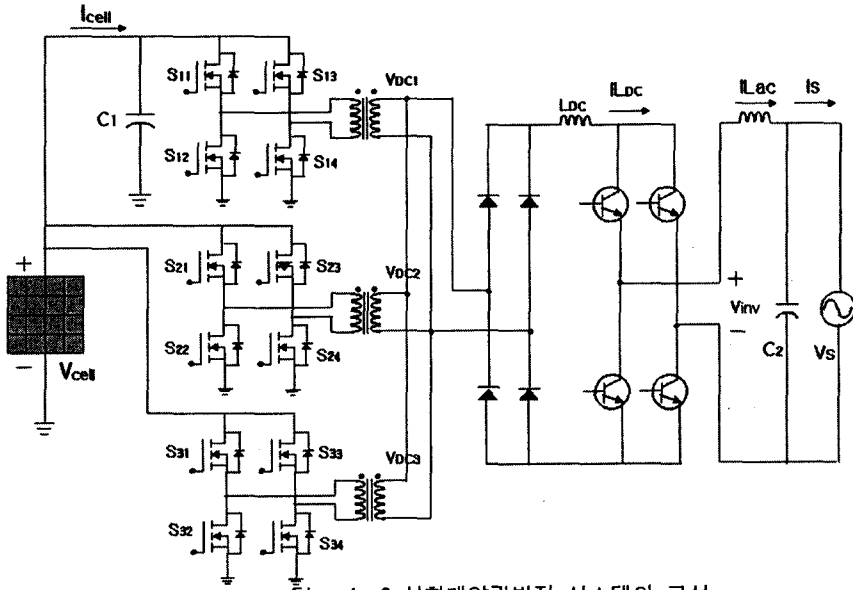 Icell
S11
S13
VDC1
C1
S12
S14
LDC
ILDC
ILac
Is
S21
S23
VDC2
+
S22
S24
+
Vinv
−
C2
Vs
−
Vcell
S31
S33
VDC3
S32
S34